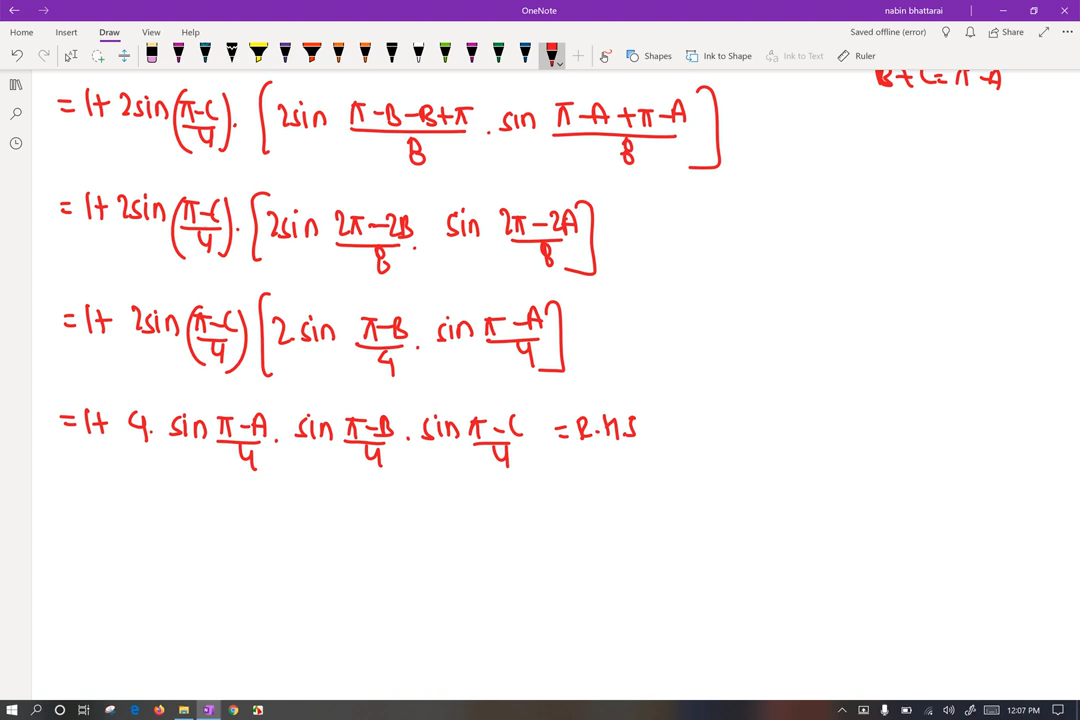 OneNote
nabin bhattarai
Home Insert Draw View Help
Saved offline (error)
Share
Shapes
Ink to Shape
Ink to Text
Ruler
B+C=π-A
= 1+ 2sin((π-C)/4). [2sin (π-B-B+π)/8 . sin (π-A+π-A)/8]
= 1+ 2sin((π-C)/4). [2sin (2π-2B)/8 . sin (2π-2A)/8]
= 1+ 2sin((π-C)/4) [2.sin (π-B)/4 . sin (π-A)/4]
= 1+ 4. sin (π-A)/4 . sin (π-B)/4 . sin (π-C)/4 = R.HS
12:07 PM